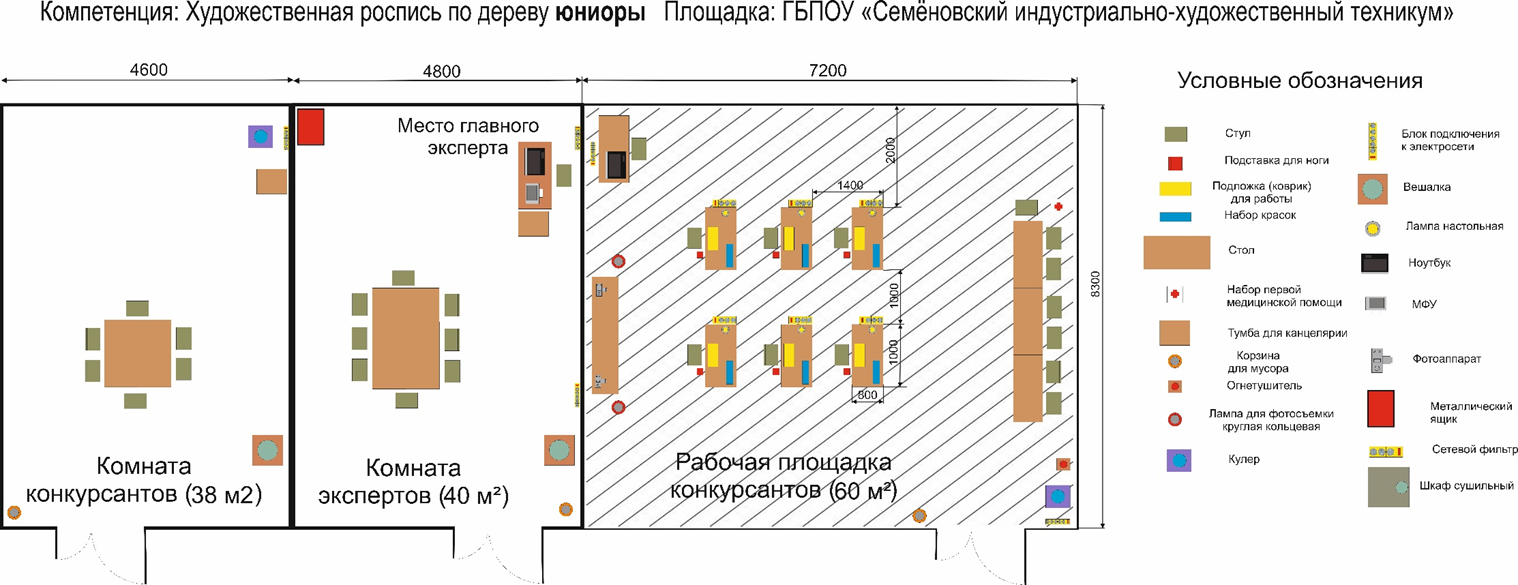 Компетенция: Художественная роспись по дереву юниоры Площадка: ГБПОУ «Семёновский индустриально-художественный техникум»
4600
4800
7200
Место главного
эксперта
2000
1400
1000
1000
800
8300
Комната
конкурсантов (38 м2)
Комната
экспертов (40 м²)
Рабочая площадка
конкурсантов (60 м²)
Условные обозначения
Стул
Подставка для ноги
Подложка (коврик)
для работы
Набор красок
Стол
Набор первой
медицинской помощи
Тумба для канцелярии
Корзина
для мусора
Огнетушитель
Лампа для фотосъемки
круглая кольцевая
Кулер
Блок подключения
к электросети
Вешалка
Лампа настольная
Ноутбук
МФУ
Фотоаппарат
Металлический
ящик
Сетевой фильтр
Шкаф сушильный